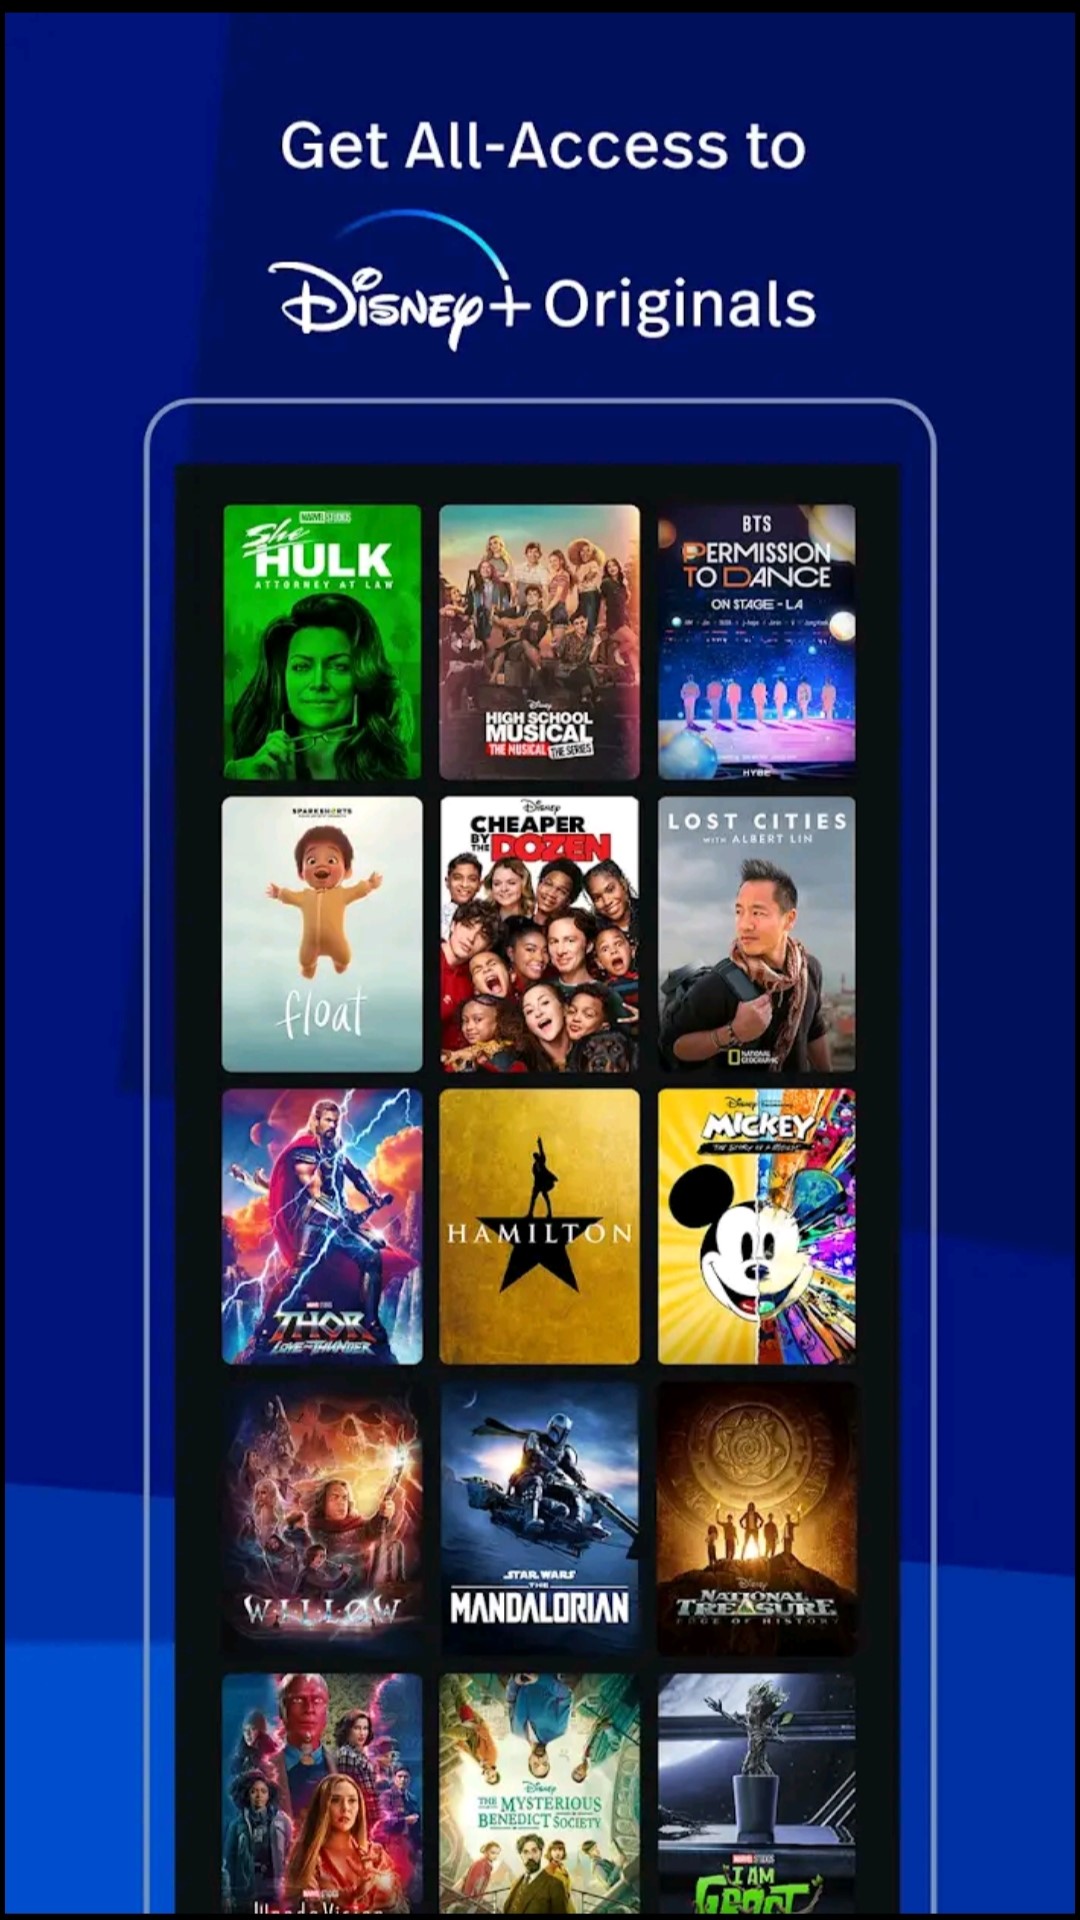 Get All-Access to
Disney+ Originals
MARVEL STUDIOS
She
HULK
ATTORNEY AT LAW
Disney
HIGH SCHOOL
MUSICAL
THE MUSICAL THE SERIES
BTS
PERMISSION
TO DANCE
ON STAGE - LA
HYBE
SPARKSHORTS
float
Disney
CHEAPER
BY THE DOZEN
LOST CITIES
WITH ALBERT LIN
NATIONAL
GEOGRAPHIC
THOR
LOVE AND THUNDER
HAMILTON
Disney
MICKEY
THE STORY OF A MOUSE
WILLOW
STAR WARS
THE
MANDALORIAN
Disney
NATIONAL
TREASURE
EDGE OF HISTORY
MARVEL STUDIOS
WandaVision
Disney
THE MYSTERIOUS
BENEDICT SOCIETY
MARVEL STUDIOS
I AM
GROOT